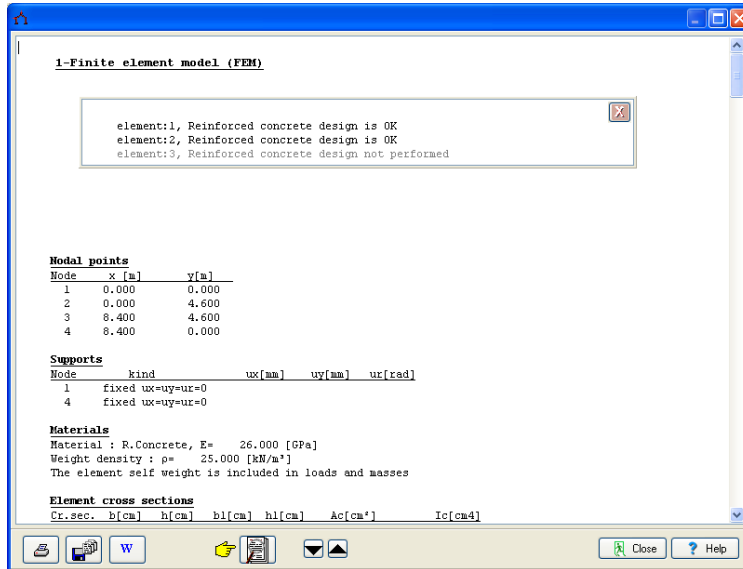 1-Finite element model (FEM)
X
element:1, Reinforced concrete design is OK
element:2, Reinforced concrete design is OK
element:3, Reinforced concrete design not performed
Nodal points
Node x [m] y[m]
1 0.000 0.000
2 0.000 4.600
3 8.400 4.600
4 8.400 0.000
Supports
Node kind ux[mm] uy[mm] ur[rad]
1 fixed ux=uy=ur=0
4 fixed ux=uy=ur=0
Materials
Material : R.Concrete, E= 26.000 [GPa]
Weight density : ρ= 25.000 [kN/m³]
The element self weight is included in loads and masses
Element cross sections
Cr.sec. b[cm] h[cm] b1[cm] h1[cm] Ac[cm²] Ic[cm4]
W
Close ? Help